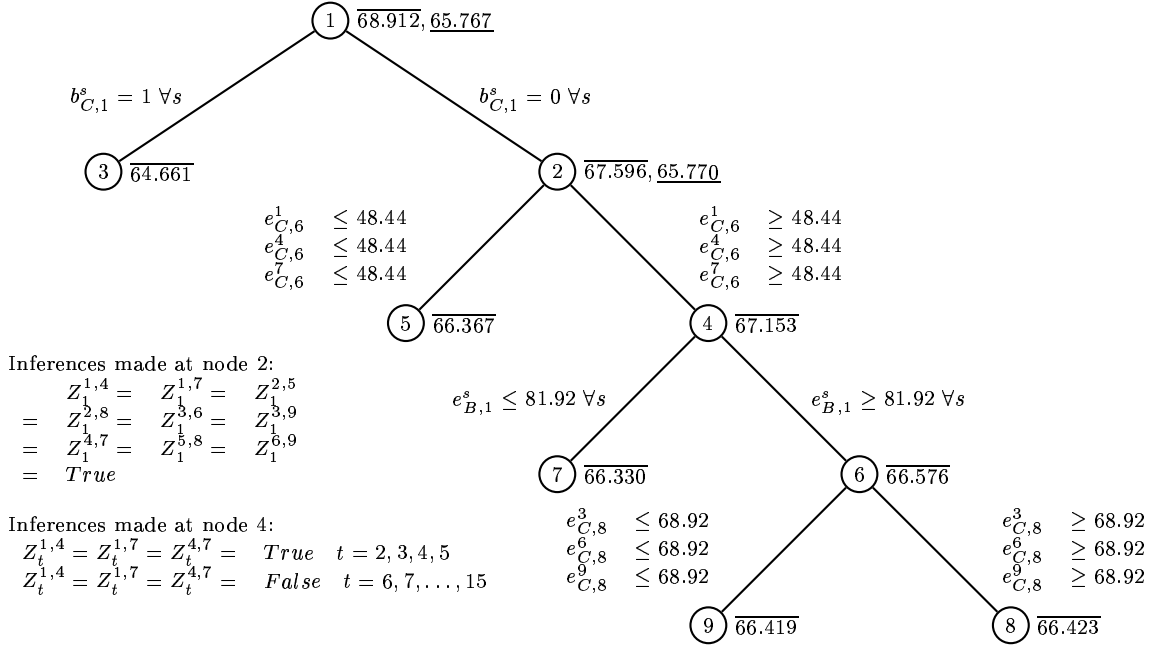 1 68.912, 65.767
b^s_{C,1} = 1 ∀s
b^s_{C,1} = 0 ∀s
3 64.661
2 67.596, 65.770
e^1_{C,6} ≤ 48.44
e^4_{C,6} ≤ 48.44
e^7_{C,6} ≤ 48.44
e^1_{C,6} ≥ 48.44
e^4_{C,6} ≥ 48.44
e^7_{C,6} ≥ 48.44
5 66.367
4 67.153
Inferences made at node 2:
Z^{1,4}_1 = Z^{1,7}_1 = Z^{2,5}_1
= Z^{2,8}_1 = Z^{3,6}_1 = Z^{3,9}_1
= Z^{4,7}_1 = Z^{5,8}_1 = Z^{6,9}_1
= True
e^s_{B,1} ≤ 81.92 ∀s
e^s_{B,1} ≥ 81.92 ∀s
7 66.330
6 66.576
Inferences made at node 4:
Z^{1,4}_t = Z^{1,7}_t = Z^{4,7}_t = True t = 2, 3, 4, 5
Z^{1,4}_t = Z^{1,7}_t = Z^{4,7}_t = False t = 6, 7, ..., 15
e^3_{C,8} ≤ 68.92
e^6_{C,8} ≤ 68.92
e^9_{C,8} ≤ 68.92
e^3_{C,8} ≥ 68.92
e^6_{C,8} ≥ 68.92
e^9_{C,8} ≥ 68.92
9 66.419
8 66.423